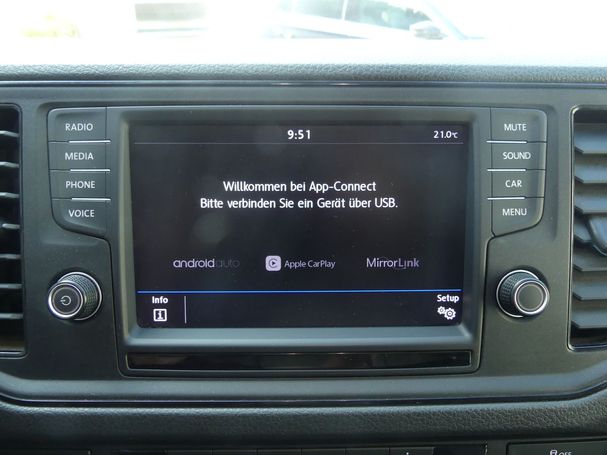 9:51
21.0°C
RADIO
MEDIA
PHONE
VOICE
MUTE
SOUND
CAR
MENU
Willkommen bei App-Connect
Bitte verbinden Sie ein Gerät über USB.
androidauto
Apple CarPlay
MirrorLink
Info
i
Setup
OFF